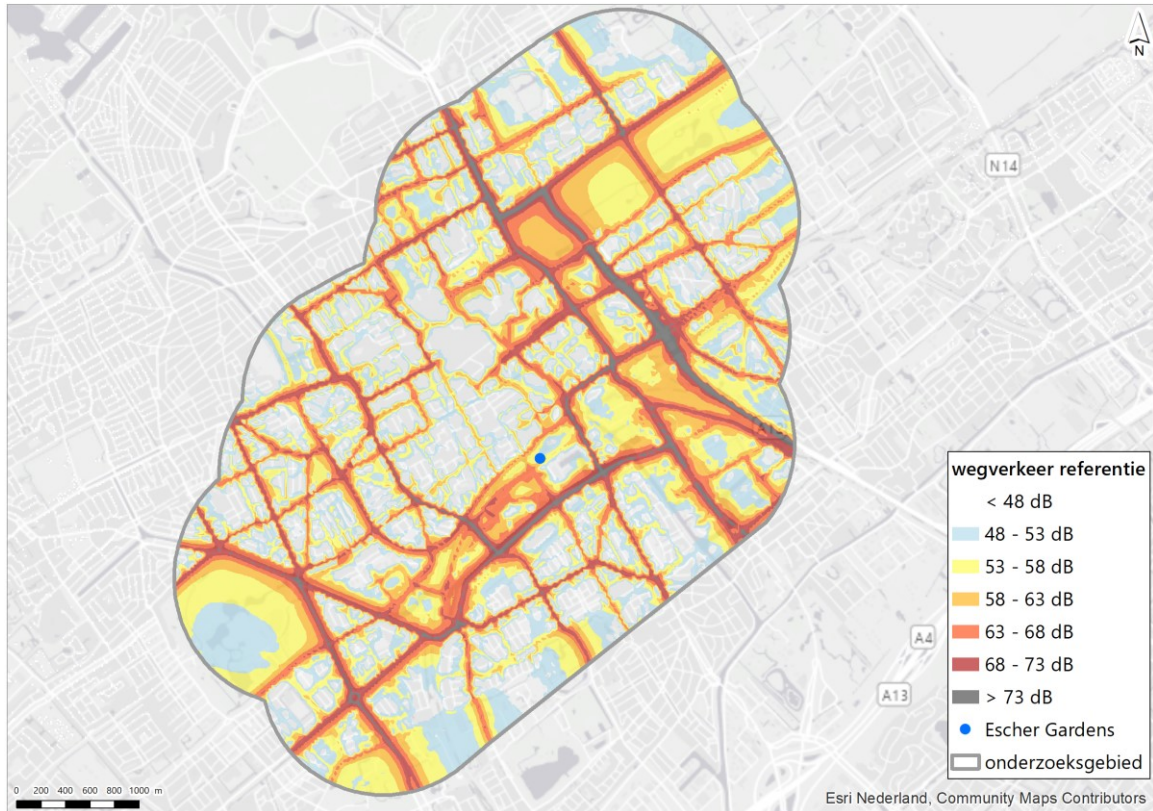 N
N14
A12
wegverkeer referentie
< 48 dB
48 - 53 dB
53 - 58 dB
58 - 63 dB
63 - 68 dB
68 - 73 dB
> 73 dB
Escher Gardens
onderzoeksgebied
A4
A13
0 200 400 600 800 1000 m
Esri Nederland, Community Maps Contributors